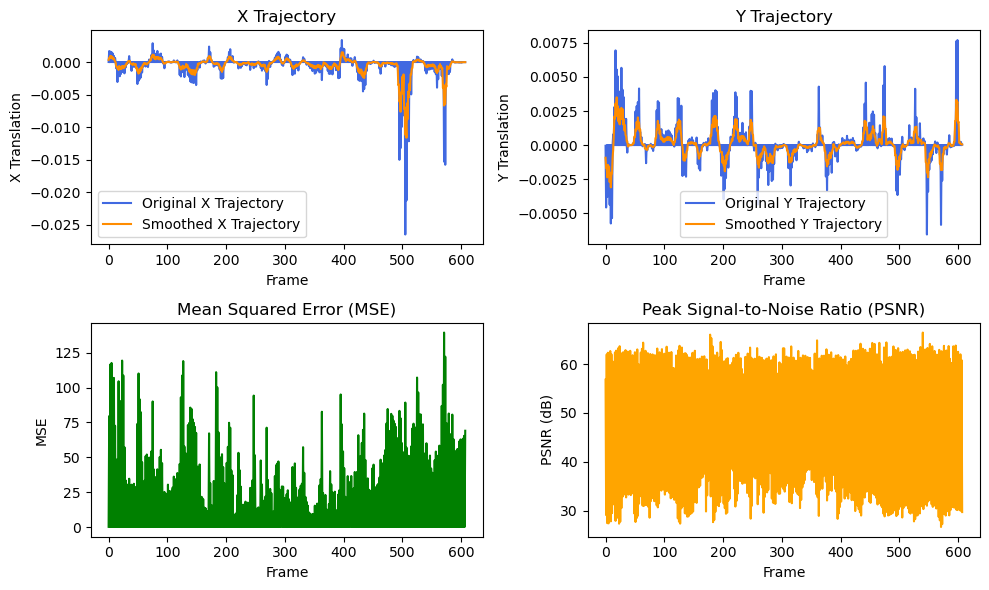 X Trajectory
0.000
−0.005
−0.010
−0.015
−0.020
−0.025
X Translation
Original X Trajectory
Smoothed X Trajectory
0 100 200 300 400 500 600
Frame
Y Trajectory
0.0075
0.0050
0.0025
0.0000
−0.0025
−0.0050
Y Translation
Original Y Trajectory
Smoothed Y Trajectory
0 100 200 300 400 500 600
Frame
Mean Squared Error (MSE)
125
100
75
50
25
0
MSE
0 100 200 300 400 500 600
Frame
Peak Signal-to-Noise Ratio (PSNR)
60
50
40
30
PSNR (dB)
0 100 200 300 400 500 600
Frame